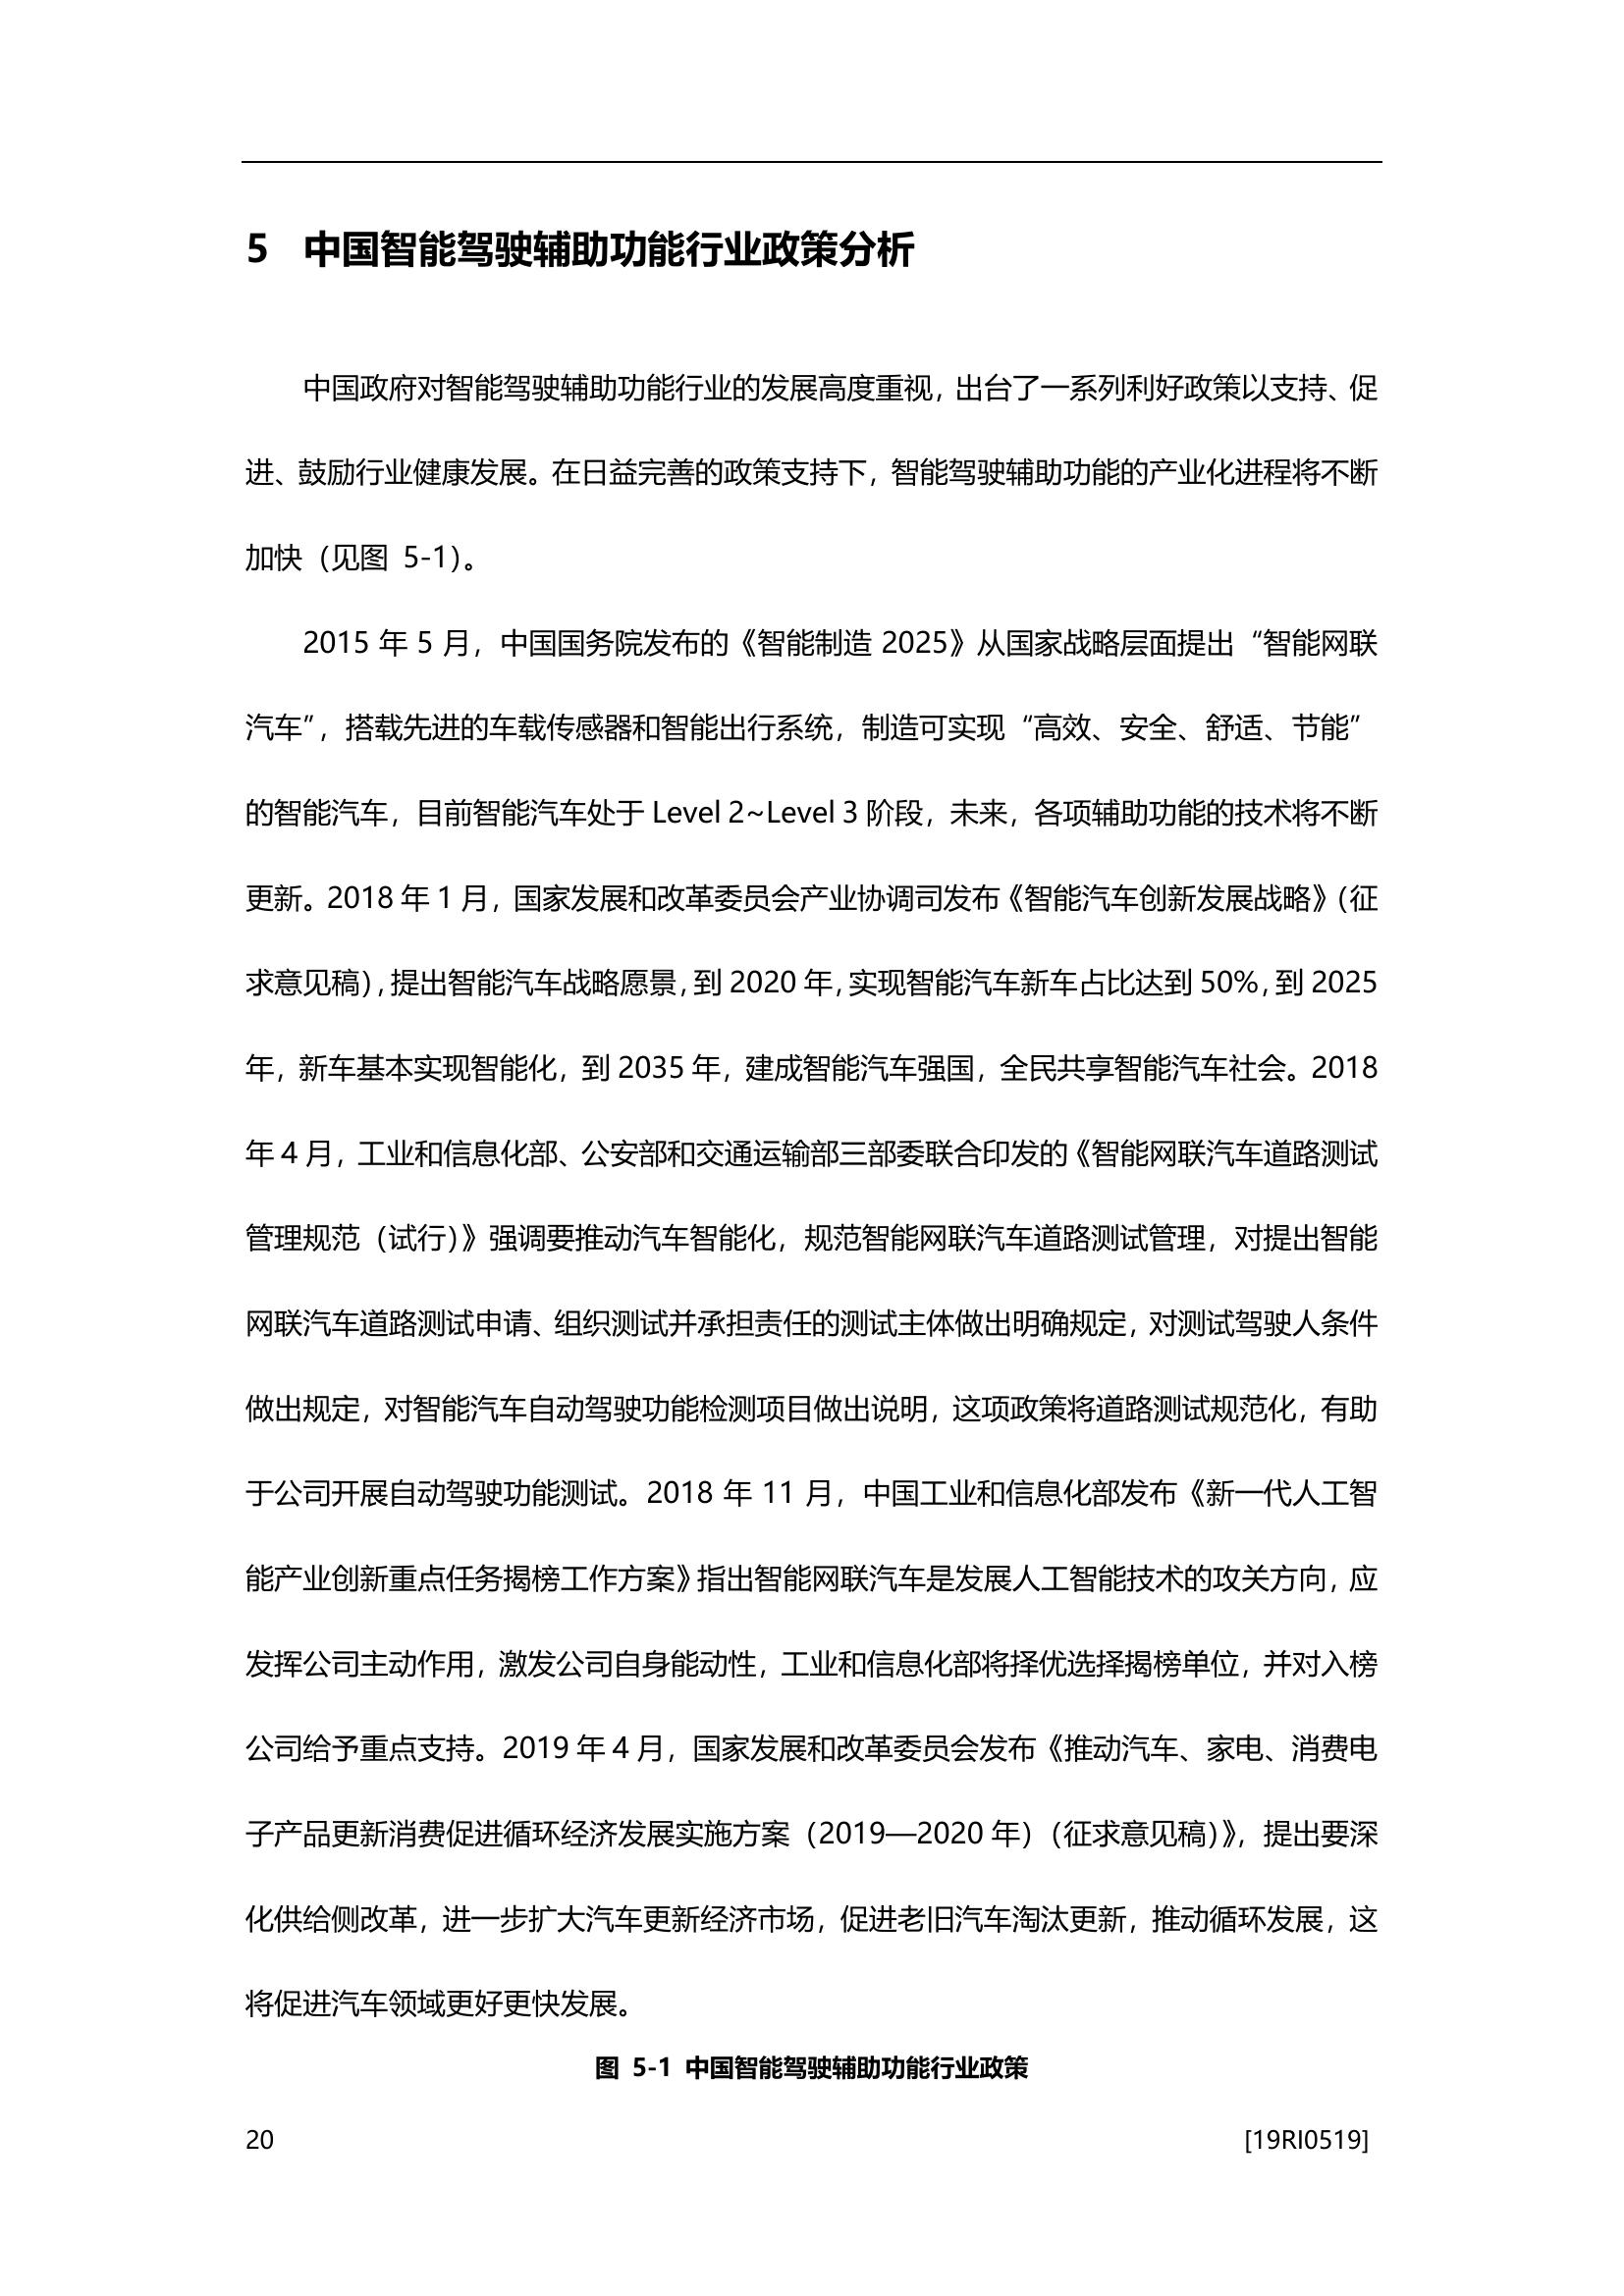 5 中国智能驾驶辅助功能行业政策分析
中国政府对智能驾驶辅助功能行业的发展高度重视，出台了一系列利好政策以支持、促
进、鼓励行业健康发展。在日益完善的政策支持下，智能驾驶辅助功能的产业化进程将不断
加快（见图 5-1）。
2015 年 5 月，中国国务院发布的《智能制造 2025》从国家战略层面提出“智能网联
汽车”，搭载先进的车载传感器和智能出行系统，制造可实现“高效、安全、舒适、节能”
的智能汽车，目前智能汽车处于 Level 2~Level 3 阶段，未来，各项辅助功能的技术将不断
更新。2018 年 1 月，国家发展和改革委员会产业协调司发布《智能汽车创新发展战略》（征
求意见稿），提出智能汽车战略愿景，到 2020 年，实现智能汽车新车占比达到 50%，到 2025
年，新车基本实现智能化，到 2035 年，建成智能汽车强国，全民共享智能汽车社会。2018
年 4 月，工业和信息化部、公安部和交通运输部三部委联合印发的《智能网联汽车道路测试
管理规范（试行）》强调要推动汽车智能化，规范智能网联汽车道路测试管理，对提出智能
网联汽车道路测试申请、组织测试并承担责任的测试主体做出明确规定，对测试驾驶人条件
做出规定，对智能汽车自动驾驶功能检测项目做出说明，这项政策将道路测试规范化，有助
于公司开展自动驾驶功能测试。2018 年 11 月，中国工业和信息化部发布《新一代人工智
能产业创新重点任务揭榜工作方案》指出智能网联汽车是发展人工智能技术的攻关方向，应
发挥公司主动作用，激发公司自身能动性，工业和信息化部将择优选择揭榜单位，并对入榜
公司给予重点支持。2019 年 4 月，国家发展和改革委员会发布《推动汽车、家电、消费电
子产品更新消费促进循环经济发展实施方案（2019—2020 年）（征求意见稿）》，提出要深
化供给侧改革，进一步扩大汽车更新经济市场，促进老旧汽车淘汰更新，推动循环发展，这
将促进汽车领域更好更快发展。
图 5-1 中国智能驾驶辅助功能行业政策
20 [19RI0519]